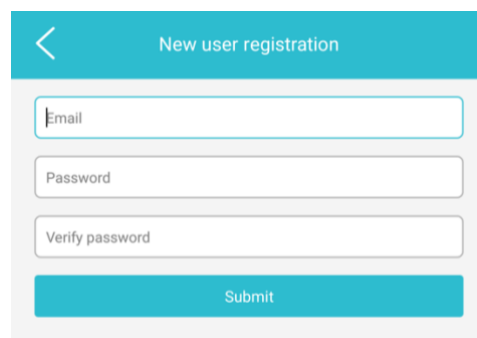 New user registration
Email
Password
Verify password
Submit